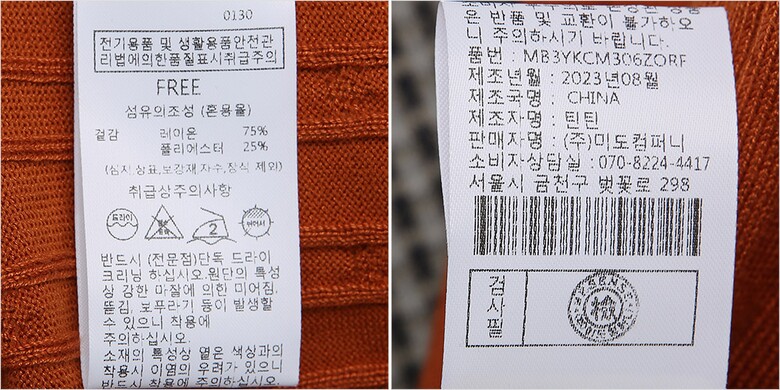 0130
전기용품 및 생활용품안전관
리법에의한품질표시취급주의
FREE
섬유의조성 (혼용율)
겉감 레이온 75%
폴리에스터 25%
(심지,상표,보강재,자수,장식 제외)
취급상주의사항
드라이
2
반드시 (전문점)단독 드라이
크리닝 하십시오.원단의 특성
상 강한 마찰에 의한 미어짐,
뜯김, 보푸라기 등이 발생할
수 있으니 착용에
주의하십시오.
소재의 특성상 옅은 색상과의
착용시 이염의 우려가 있으니
반드시 착용에 주의하십시오.
은 반품 및 교환이 불가하오
니 주의하시기 바랍니다.
품번 : MB3YKCM306ZORF
제조년월 : 2023년08월
제조국명 : CHINA
제조자명 : 틴틴
판매자명 : (주)미도컴퍼니
소비자상담실 : 070-8224-4417
서울시 금천구 벚꽃로 298
검사필